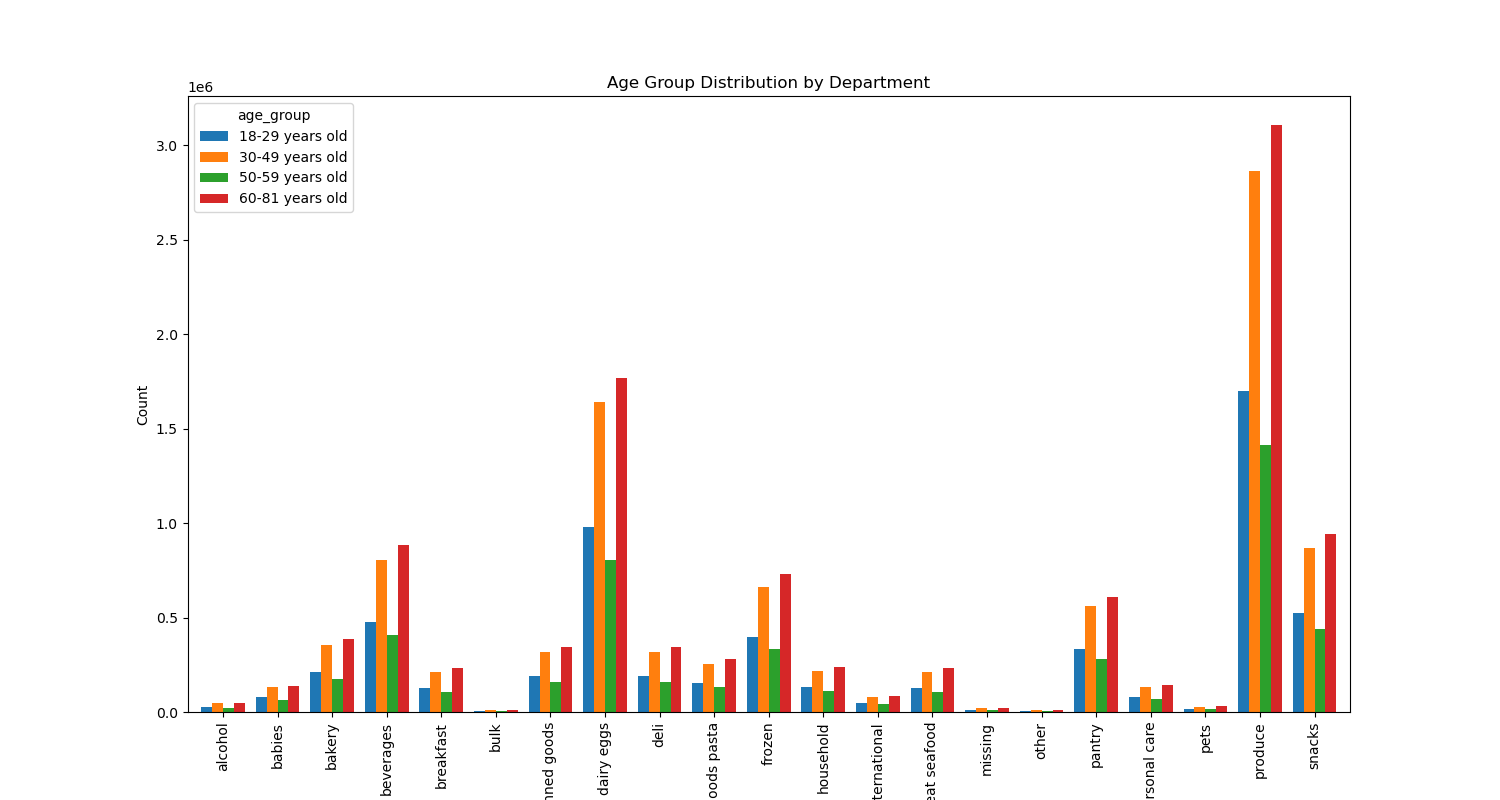 Age Group Distribution by Department
1e6
age_group
18-29 years old
30-49 years old
50-59 years old
60-81 years old
3.0
2.5
2.0
1.5
1.0
0.5
0.0
Count
alcohol
babies
bakery
beverages
breakfast
bulk
nned goods
dairy eggs
deli
oods pasta
frozen
household
ternational
eat seafood
missing
other
pantry
rsonal care
pets
produce
snacks